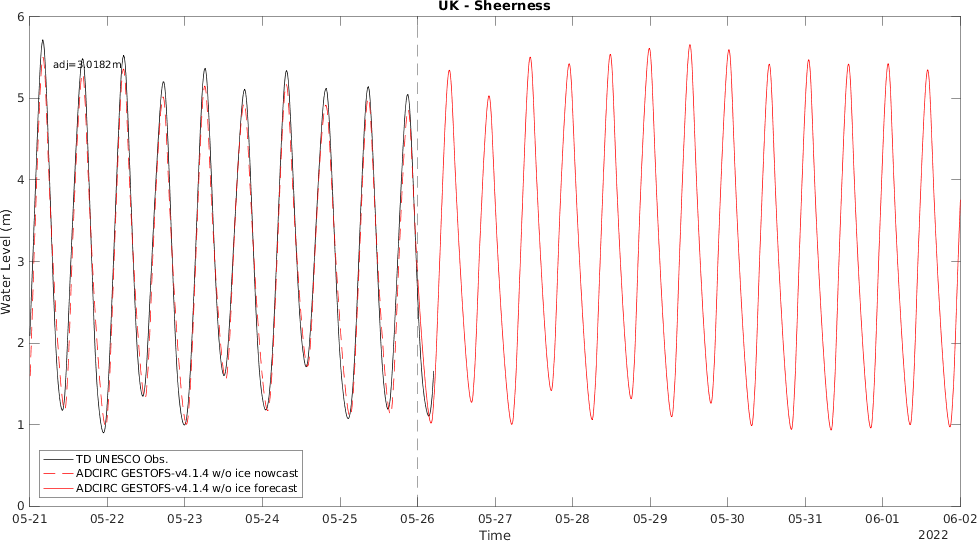 UK - Sheerness
6
adj=3.0182m
5
4
3
2
1
0
Water Level (m)
TD UNESCO Obs.
ADCIRC GESTOFS-v4.1.4 w/o ice nowcast
ADCIRC GESTOFS-v4.1.4 w/o ice forecast
05-21 05-22 05-23 05-24 05-25 05-26 05-27 05-28 05-29 05-30 05-31 06-01 06-02
Time
2022